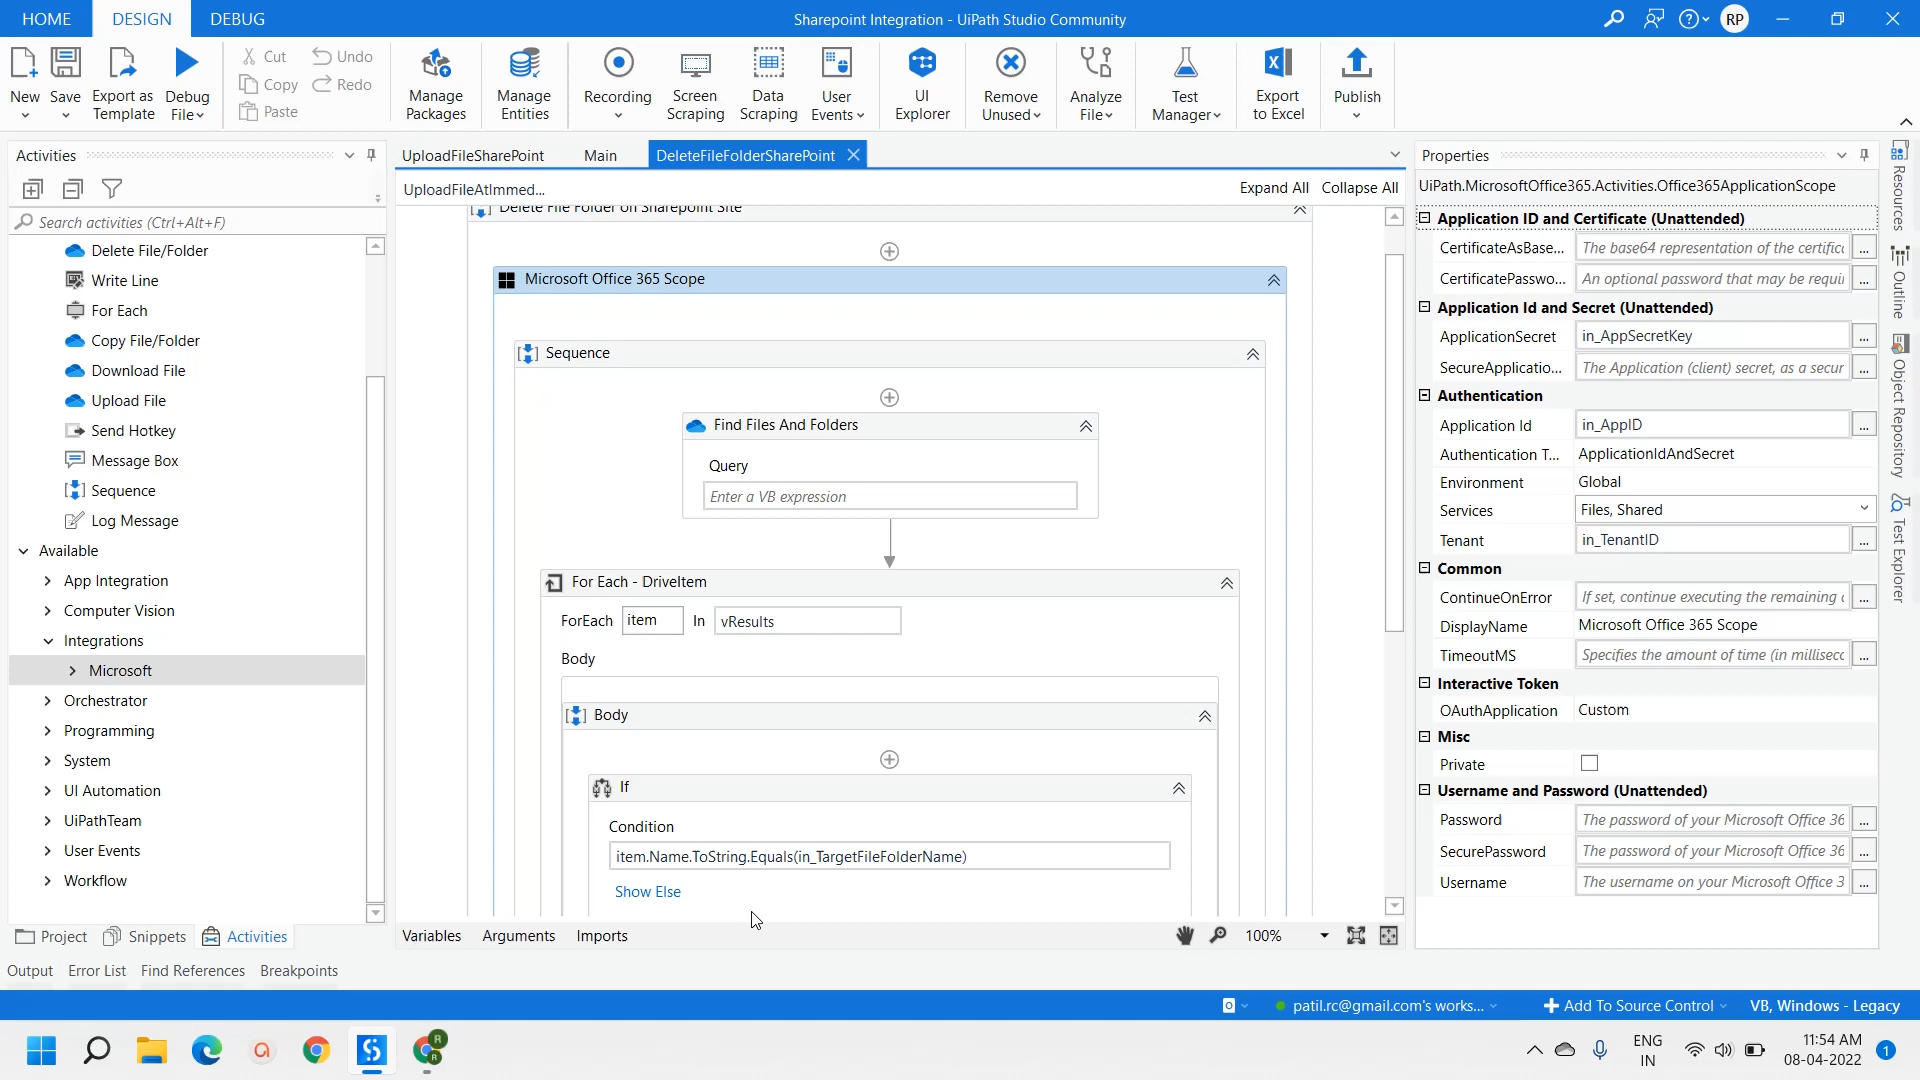 HOME DESIGN DEBUG Sharepoint Integration - UiPath Studio Community RP
New Save Export as Template Debug File Cut Copy Paste Undo Redo Manage Packages Manage Entities Recording Screen Scraping Data Scraping User Events UI Explorer Remove Unused Analyze File Test Manager Export to Excel Publish
Activities
Search activities (Ctrl+Alt+F)
Delete File/Folder
Write Line
For Each
Copy File/Folder
Download File
Upload File
Send Hotkey
Message Box
Sequence
Log Message
Available
App Integration
Computer Vision
Integrations
Microsoft
Orchestrator
Programming
System
UI Automation
UiPathTeam
User Events
Workflow
Project Snippets Activities
UploadFileSharePoint Main DeleteFileFolderSharePoint
UploadFileAtImmed... Expand All Collapse All
Delete File Folder on Sharepoint Site
Microsoft Office 365 Scope
Sequence
Find Files And Folders
Query
Enter a VB expression
For Each - DriveItem
ForEach item In vResults
Body
Body
If
Condition
item.Name.ToString.Equals(in_TargetFileFolderName)
Show Else
Variables Arguments Imports 100%
Properties
UiPath.MicrosoftOffice365.Activities.Office365ApplicationScope
Application ID and Certificate (Unattended)
CertificateAsBase... The base64 representation of the certific ...
CertificatePasswo... An optional password that may be requi ...
Application Id and Secret (Unattended)
ApplicationSecret in_AppSecretKey ...
SecureApplicatio... The Application (client) secret, as a secur ...
Authentication
Application Id in_AppID ...
Authentication T... ApplicationIdAndSecret
Environment Global
Services Files, Shared
Tenant in_TenantID ...
Common
ContinueOnError If set, continue executing the remaining ...
DisplayName Microsoft Office 365 Scope
TimeoutMS Specifies the amount of time (in millisec ...
Interactive Token
OAuthApplication Custom
Misc
Private
Username and Password (Unattended)
Password The password of your Microsoft Office 36 ...
SecurePassword The password of your Microsoft Office 36 ...
Username The username on your Microsoft Office 3 ...
Resources
Outline
Object Repository
Test Explorer
Output Error List Find References Breakpoints
patil.rc@gmail.com's works... Add To Source Control VB, Windows - Legacy
ENG IN 11:54 AM 08-04-2022 1